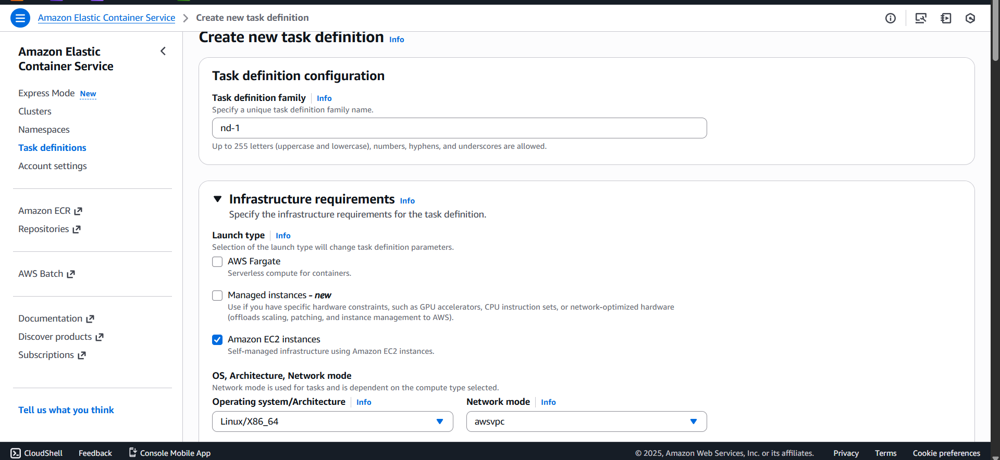 Amazon Elastic Container Service
Create new task definition
Amazon Elastic
Container Service
Express Mode New
Clusters
Namespaces
Task definitions
Account settings
Amazon ECR
Repositories
AWS Batch
Documentation
Discover products
Subscriptions
Tell us what you think
Create new task definition Info
Task definition configuration
Task definition family Info
Specify a unique task definition family name.
nd-1
Up to 255 letters (uppercase and lowercase), numbers, hyphens, and underscores are allowed.
Infrastructure requirements Info
Specify the infrastructure requirements for the task definition.
Launch type Info
Selection of the launch type will change task definition parameters.
AWS Fargate
Serverless compute for containers.
Managed instances - new
Use if you have specific hardware constraints, such as GPU accelerators, CPU instruction sets, or network-optimized hardware
(offloads scaling, patching, and instance management to AWS).
Amazon EC2 instances
Self-managed infrastructure using Amazon EC2 instances.
OS, Architecture, Network mode
Network mode is used for tasks and is dependent on the compute type selected.
Operating system/Architecture Info
Linux/X86_64
Network mode Info
awsvpc
CloudShell Feedback Console Mobile App © 2025, Amazon Web Services, Inc. or its affiliates. Privacy Terms Cookie preferences